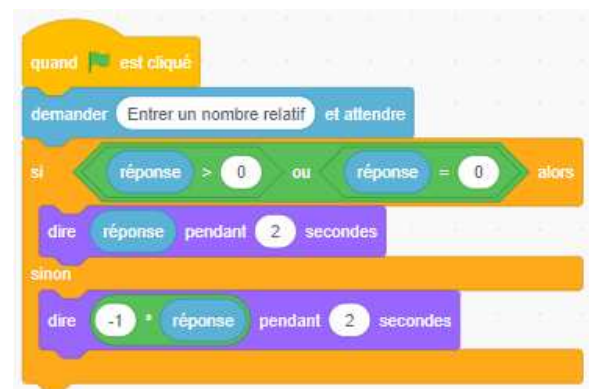 quand est cliqué
demander Entrer un nombre relatif et attendre
si réponse > 0 ou réponse = 0 alors
dire réponse pendant 2 secondes
sinon
dire -1 * réponse pendant 2 secondes